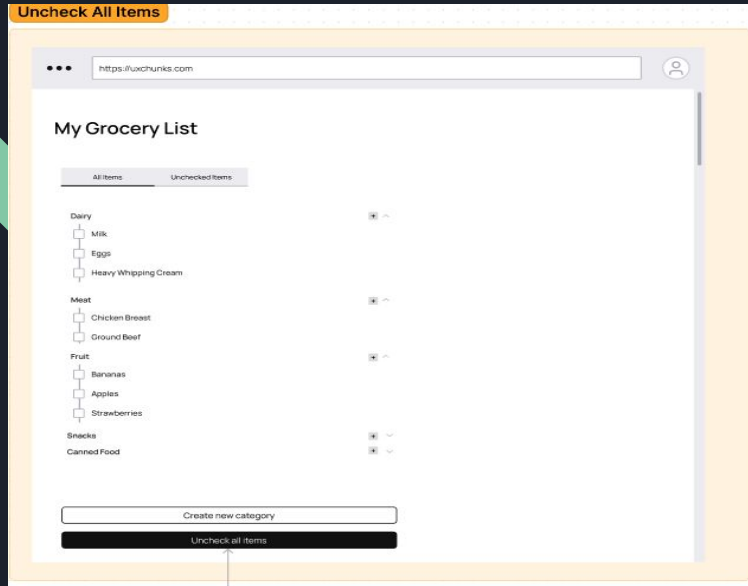 Uncheck All Items
https://uxchunks.com
My Grocery List
All Items Unchecked Items
Dairy
Milk
Eggs
Heavy Whipping Cream
Meat
Chicken Breast
Ground Beef
Fruit
Bananas
Apples
Strawberries
Snacks
Canned Food
Create new category
Uncheck all items